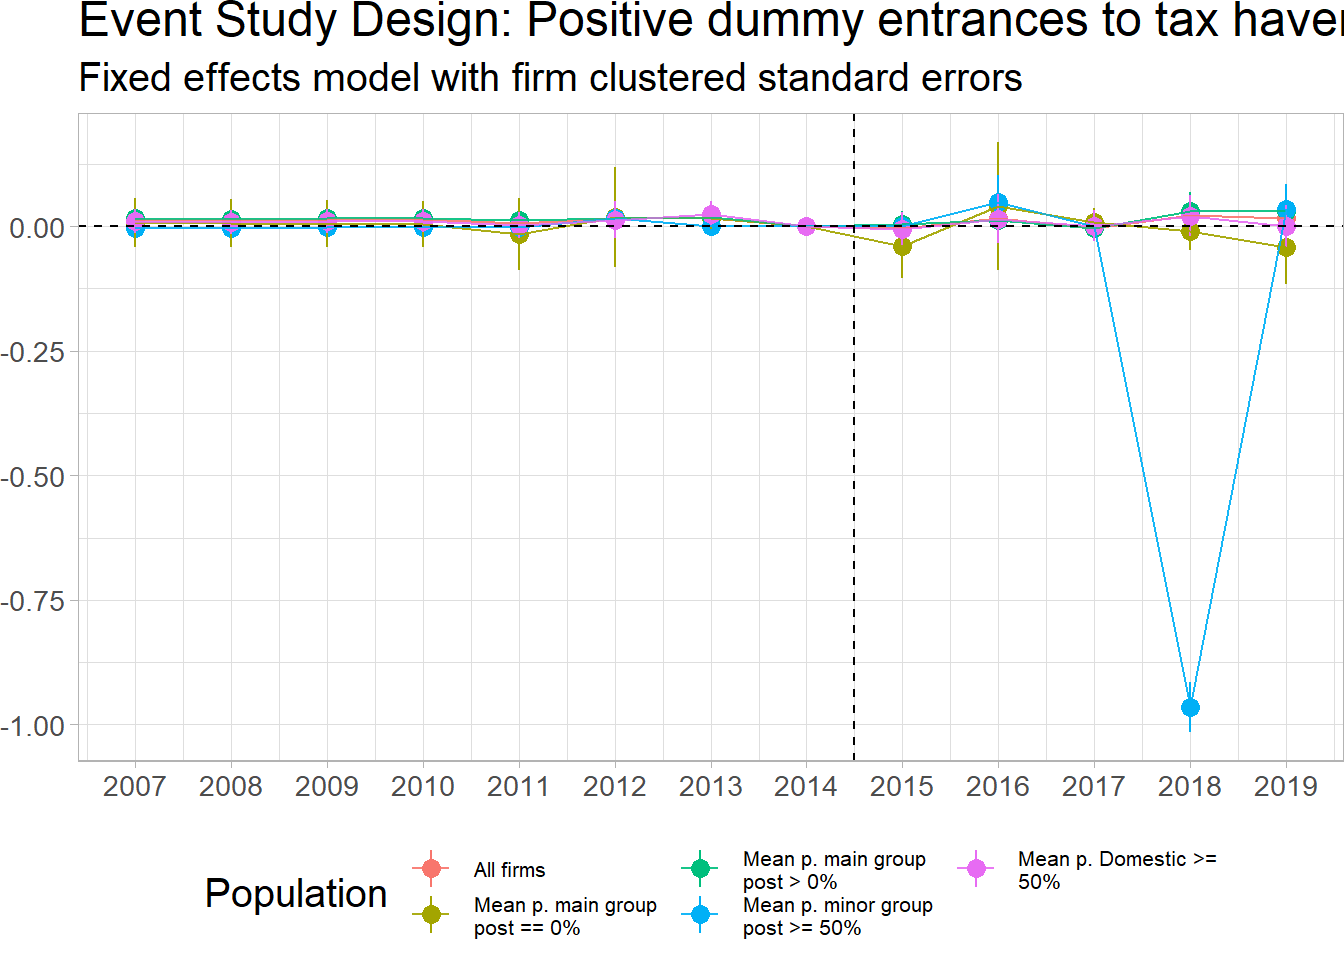 Event Study Design: Positive dummy entrances to tax haven
Fixed effects model with firm clustered standard errors
0.00
-0.25
-0.50
-0.75
-1.00
2007 2008 2009 2010 2011 2012 2013 2014 2015 2016 2017 2018 2019
Population
All firms
Mean p. main group
post == 0%
Mean p. main group
post > 0%
Mean p. minor group
post >= 50%
Mean p. Domestic >=
50%